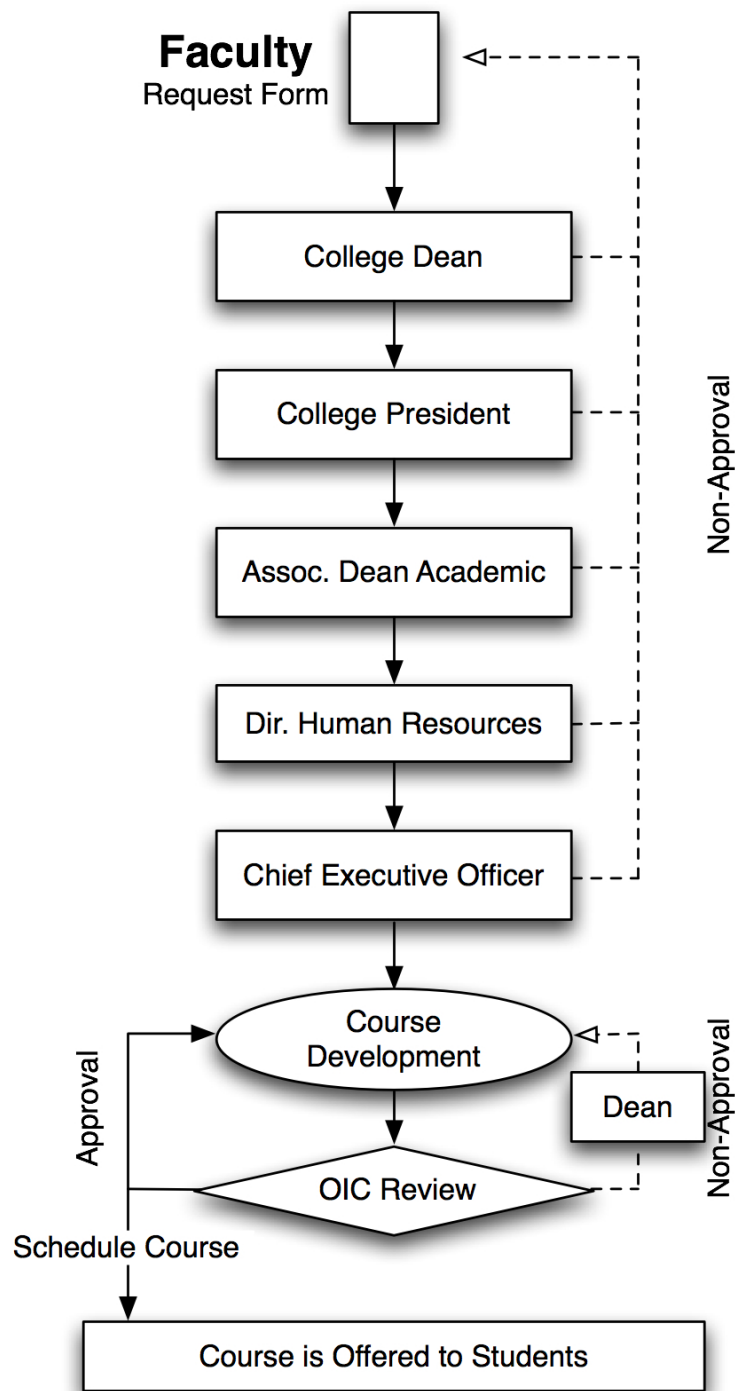 Faculty
Request Form
College Dean
College President
Non-Approval
Assoc. Dean Academic
Dir. Human Resources
Chief Executive Officer
Course
Development
Approval
Dean
Non-Approval
OIC Review
Schedule Course
Course is Offered to Students